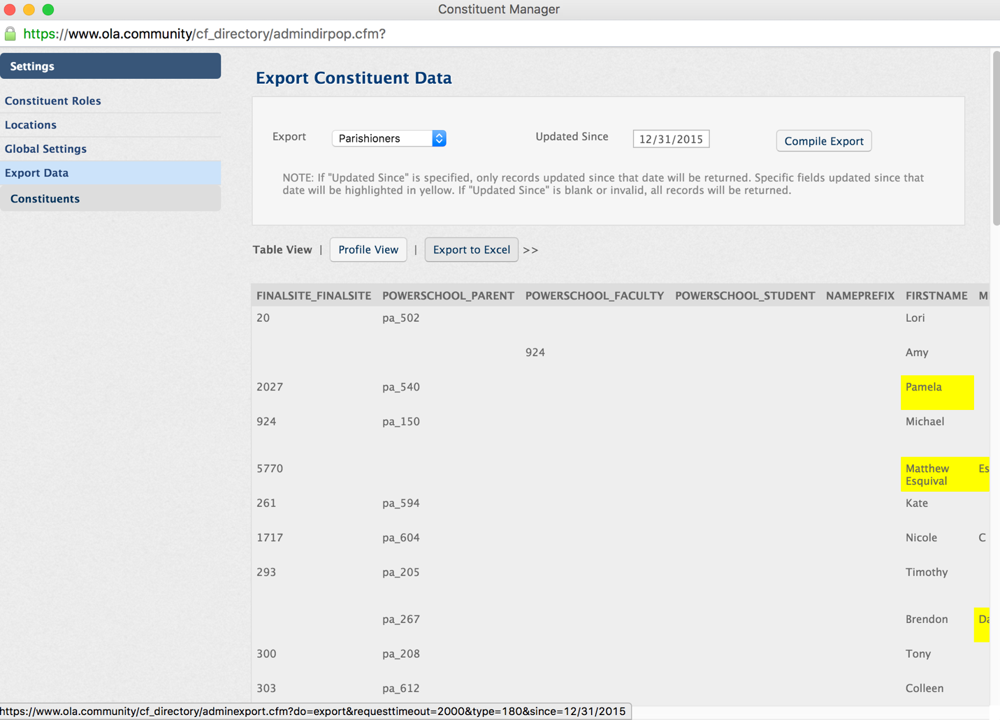 Constituent Manager
https://www.ola.community/cf_directory/admindirpop.cfm?
Settings
Constituent Roles
Locations
Global Settings
Export Data
Constituents
Export Constituent Data
Export Parishioners Updated Since 12/31/2015 Compile Export
NOTE: If "Updated Since" is specified, only records updated since that date will be returned. Specific fields updated since that
date will be highlighted in yellow. If "Updated Since" is blank or invalid, all records will be returned.
Table View | Profile View | Export to Excel >>
FINALSITE_FINALSITE POWERSCHOOL_PARENT POWERSCHOOL_FACULTY POWERSCHOOL_STUDENT NAMEPREFIX FIRSTNAME
20 pa_502 Lori
924 Amy
2027 pa_540 Pamela
924 pa_150 Michael
5770 Matthew
Esquival
261 pa_594 Kate
1717 pa_604 Nicole C
293 pa_205 Timothy
pa_267 Brendon
300 pa_208 Tony
303 pa_612 Colleen
https://www.ola.community/cf_directory/adminexport.cfm?do=export&requesttimeout=2000&type=180&since=12/31/2015